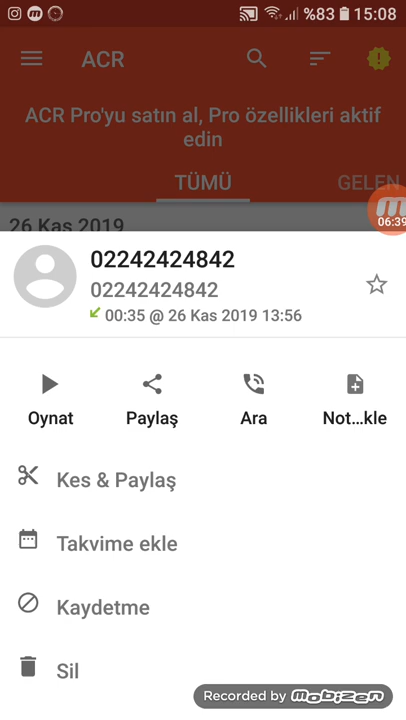 %83 15:08
ACR
ACR Pro'yu satın al, Pro özellikleri aktif
edin
TÜMÜ GELEN
26 Kas 2019
06:39
02242424842
02242424842
00:35 @ 26 Kas 2019 13:56
Oynat Paylaş Ara Not...kle
Kes & Paylaş
Takvime ekle
Kaydetme
Sil
Recorded by mobizen